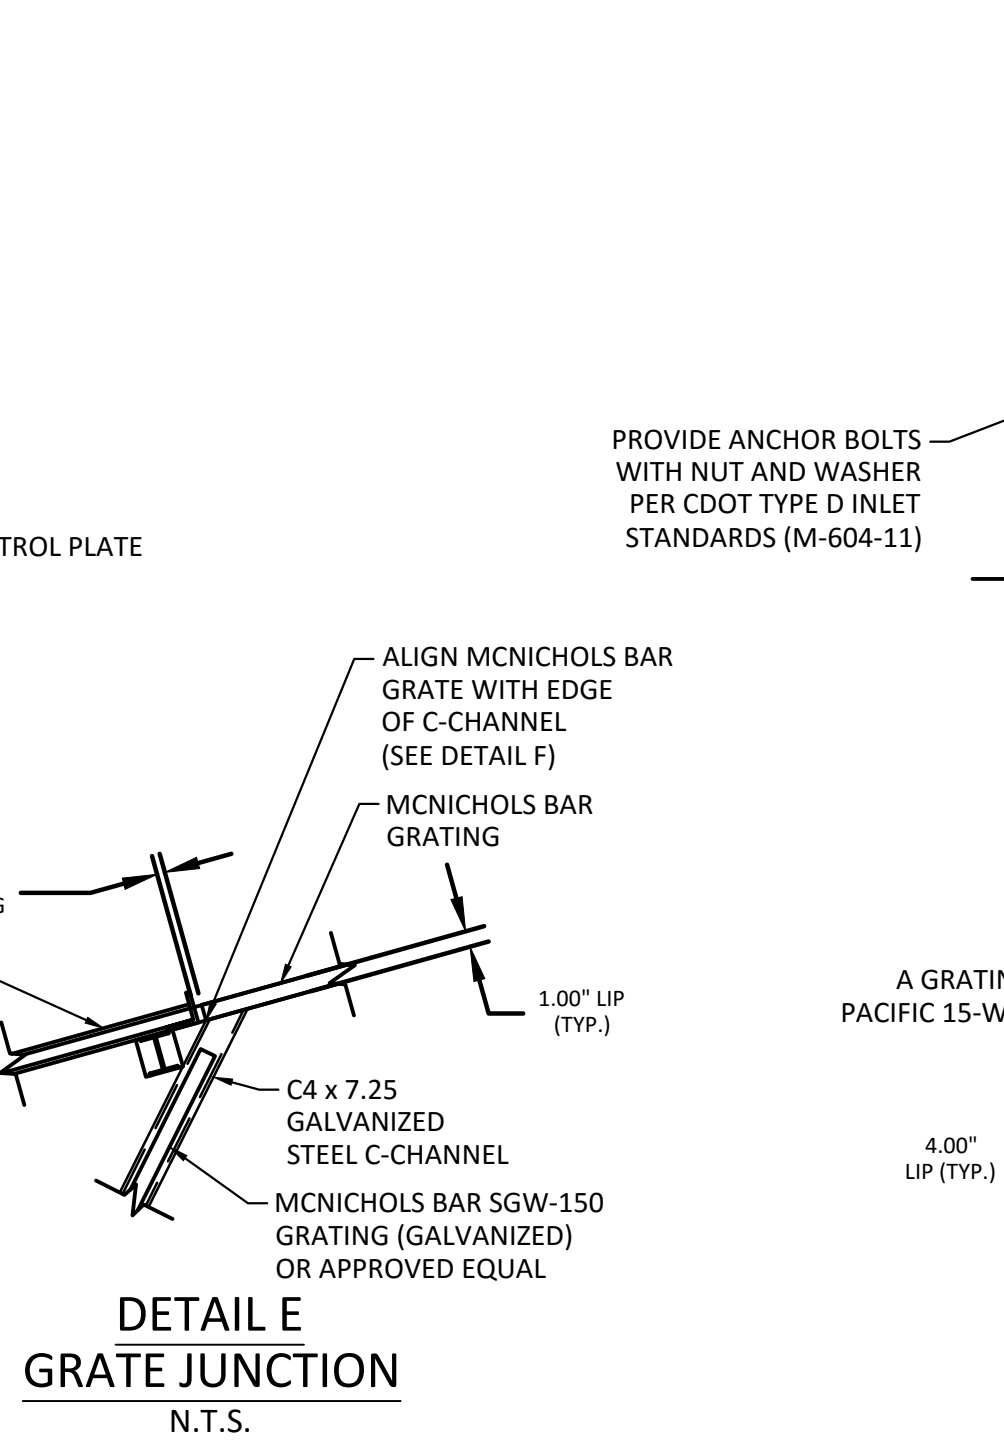 PROVIDE ANCHOR BOLTS
WITH NUT AND WASHER
PER CDOT TYPE D INLET
STANDARDS (M-604-11)
TROL PLATE
ALIGN MCNICHOLS BAR
GRATE WITH EDGE
OF C-CHANNEL
(SEE DETAIL F)
MCNICHOLS BAR
GRATING
G
1.00" LIP
(TYP.)
A GRATIN
PACIFIC 15-W
C4 x 7.25
GALVANIZED
STEEL C-CHANNEL
4.00"
LIP (TYP.)
MCNICHOLS BAR SGW-150
GRATING (GALVANIZED)
OR APPROVED EQUAL
DETAIL E
GRATE JUNCTION
N.T.S.